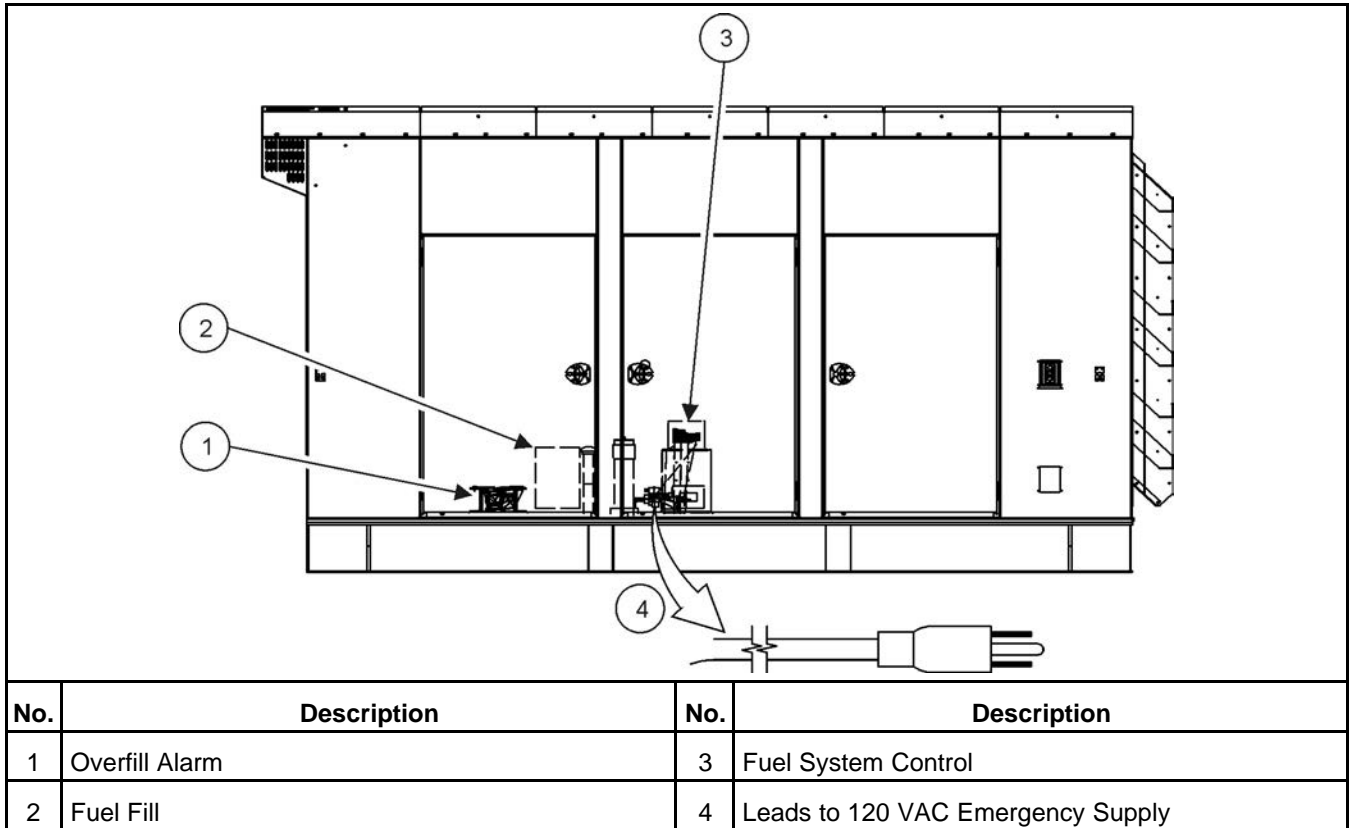 3
2
1
4
No. Description No. Description
1 Overfill Alarm 3 Fuel System Control
2 Fuel Fill 4 Leads to 120 VAC Emergency Supply